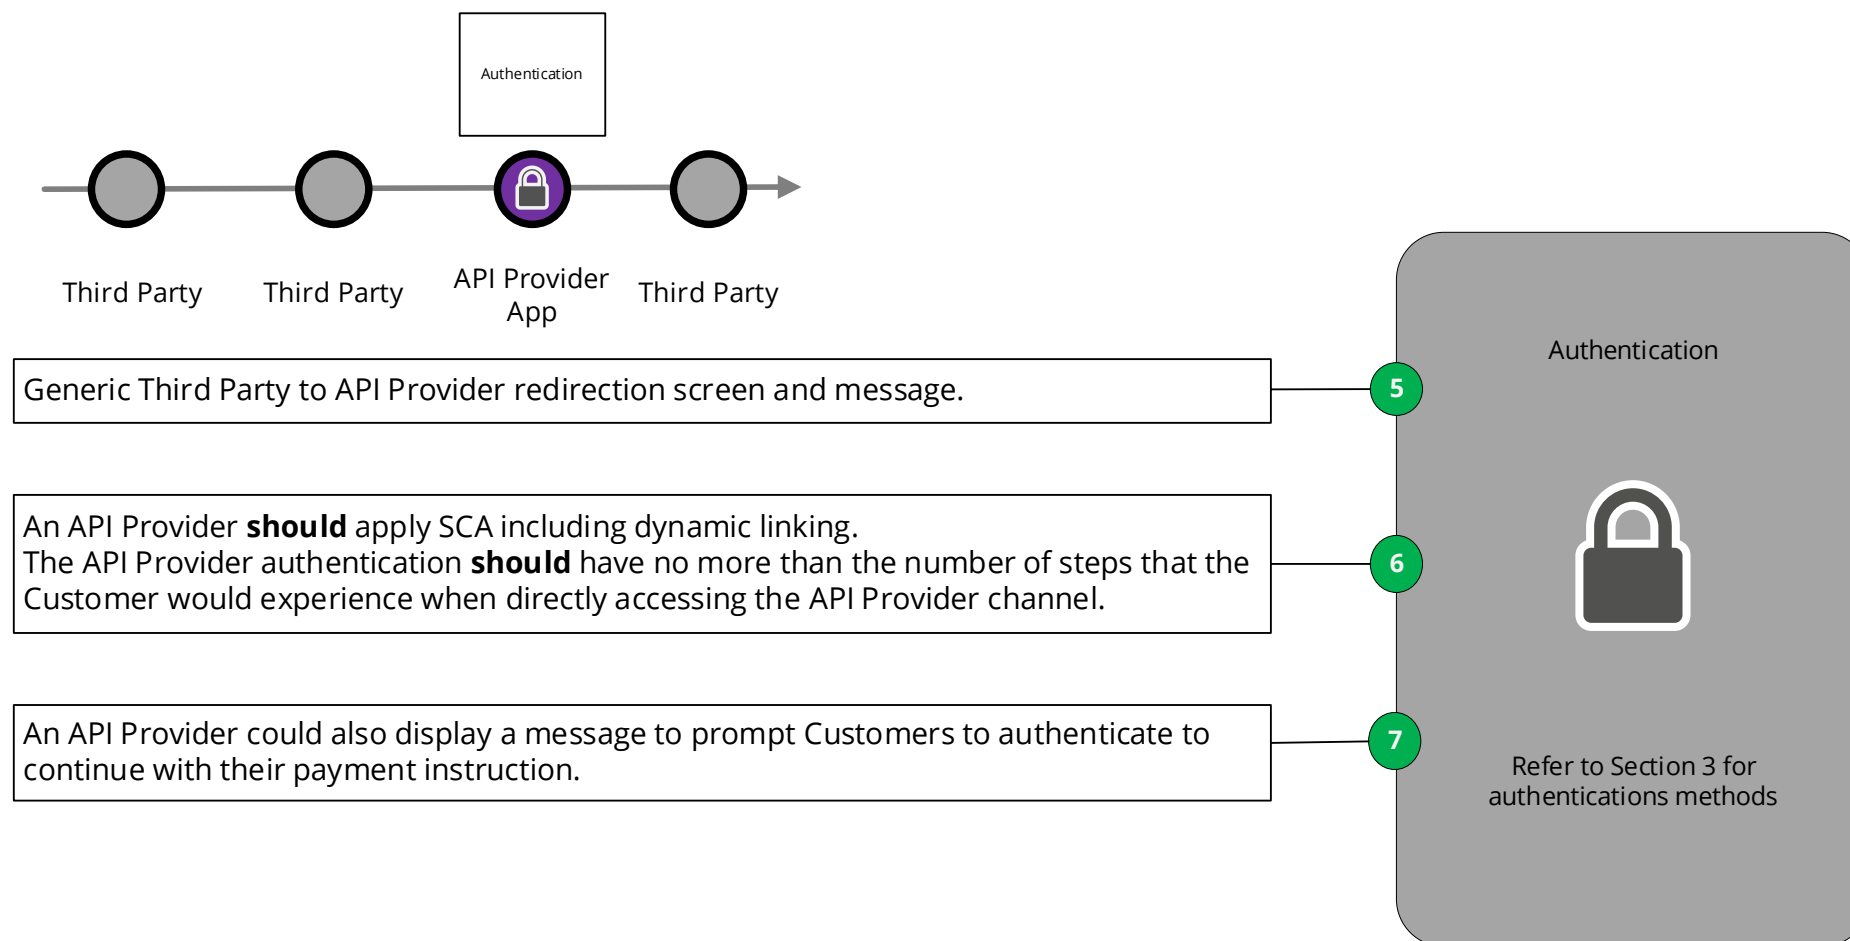 Authentication
Third Party
Third Party
API Provider
App
Third Party
Generic Third Party to API Provider redirection screen and message.
5
An API Provider should apply SCA including dynamic linking.
The API Provider authentication should have no more than the number of steps that the
Customer would experience when directly accessing the API Provider channel.
6
An API Provider could also display a message to prompt Customers to authenticate to
continue with their payment instruction.
7
Authentication
Refer to Section 3 for
authentications methods